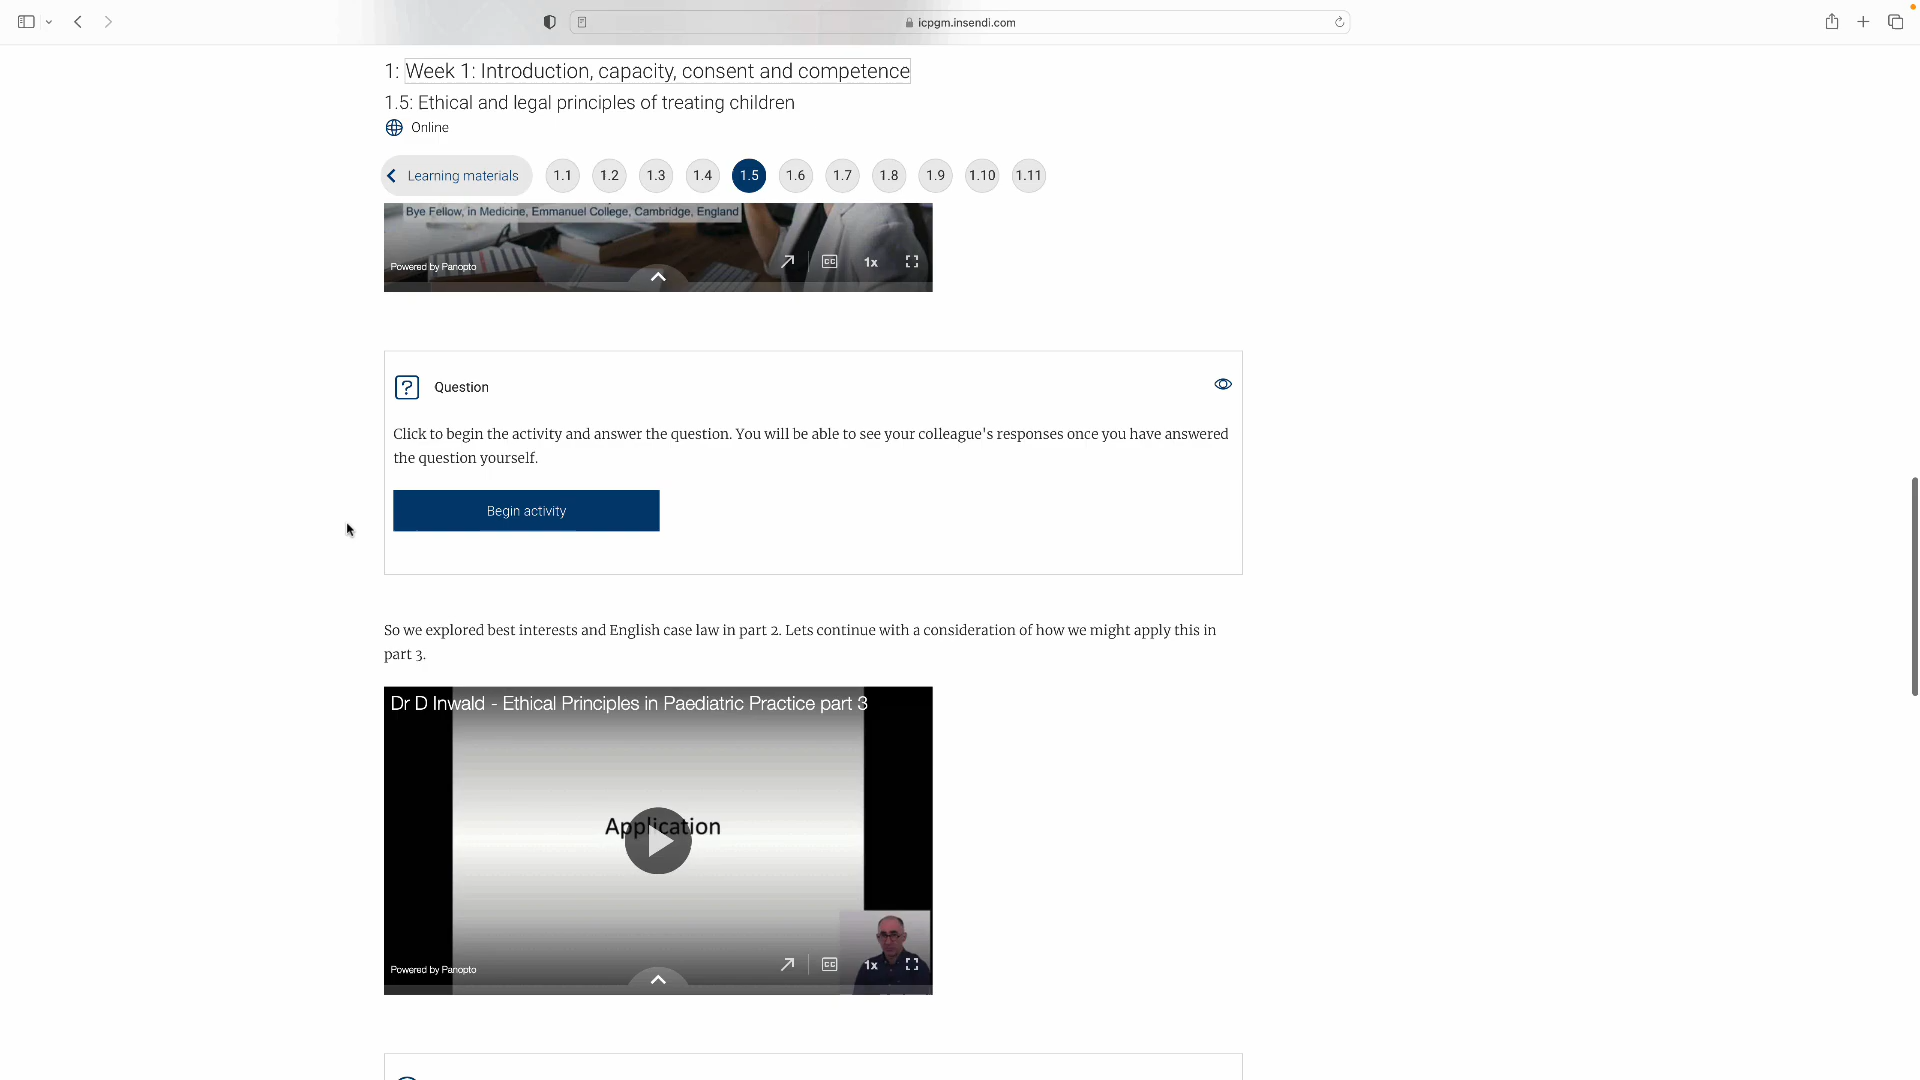 icpgm.insendi.com
1: Week 1: Introduction, capacity, consent and competence
1.5: Ethical and legal principles of treating children
Online
Learning materials 1.1 1.2 1.3 1.4 1.5 1.6 1.7 1.8 1.9 1.10 1.11
Bye Fellow, in Medicine, Emmanuel College, Cambridge, England
Powered by Panopto CC 1x
Question
Click to begin the activity and answer the question. You will be able to see your colleague's responses once you have answered
the question yourself.
Begin activity
So we explored best interests and English case law in part 2. Lets continue with a consideration of how we might apply this in
part 3.
Dr D Inwald - Ethical Principles in Paediatric Practice part 3
Application
Powered by Panopto CC 1x